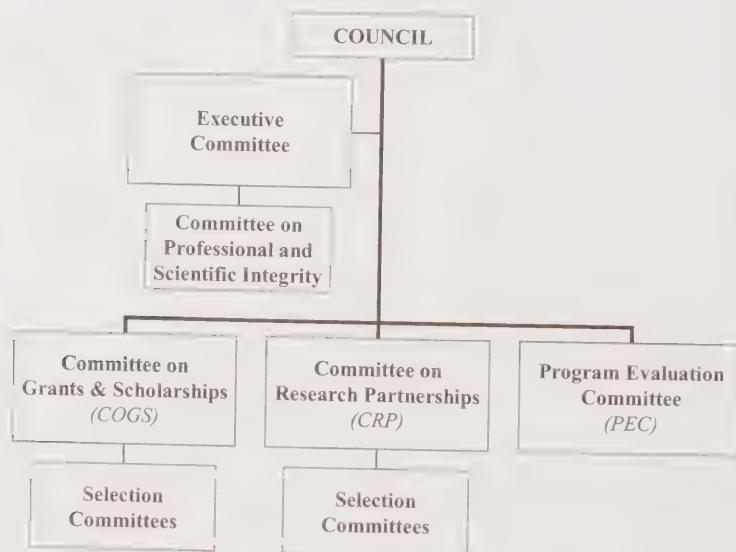 COUNCIL
Executive
Committee
Committee on
Professional and
Scientific Integrity
Committee on
Grants & Scholarships
(COGS)
Committee on
Research Partnerships
(CRP)
Program Evaluation
Committee
(PEC)
Selection
Committees
Selection
Committees